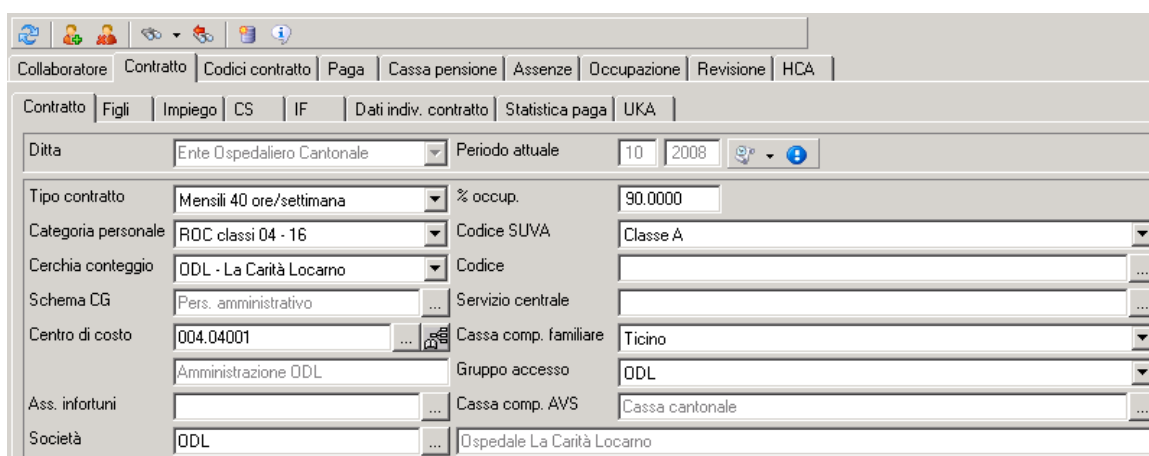 Collaboratore Contratto Codici contratto Paga Cassa pensione Assenze Occupazione Revisione HCA
Contratto Figli Impiego CS IF Dati indiv. contratto Statistica paga UKA
Ditta Ente Ospedaliero Cantonale Periodo attuale 10 2008
Tipo contratto Mensili 40 ore/settimana % occup. 90.0000
Categoria personale ROC classi 04 - 16 Codice SUVA Classe A
Cerchia conteggio ODL - La Carità Locarno Codice ...
Schema CG Pers. amministrativo ... Servizio centrale ...
Centro di costo 004.04001 ... Cassa comp. familiare Ticino
Amministrazione ODL Gruppo accesso ODL
Ass. infortuni ... Cassa comp. AVS Cassa cantonale ...
Società ODL ... Ospedale La Carità Locarno